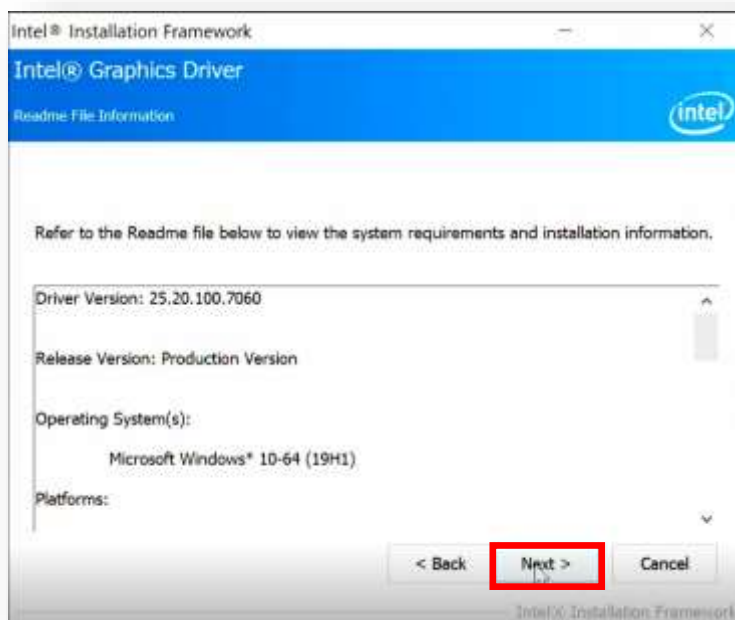 Intel® Installation Framework
Intel® Graphics Driver
Readme File Information
intel
Refer to the Readme file below to view the system requirements and installation information.
Driver Version: 25.20.100.7060
Release Version: Production Version
Operating System(s):
Microsoft Windows* 10-64 (19H1)
Platforms:
< Back Next > Cancel
Intel® Installation Framework